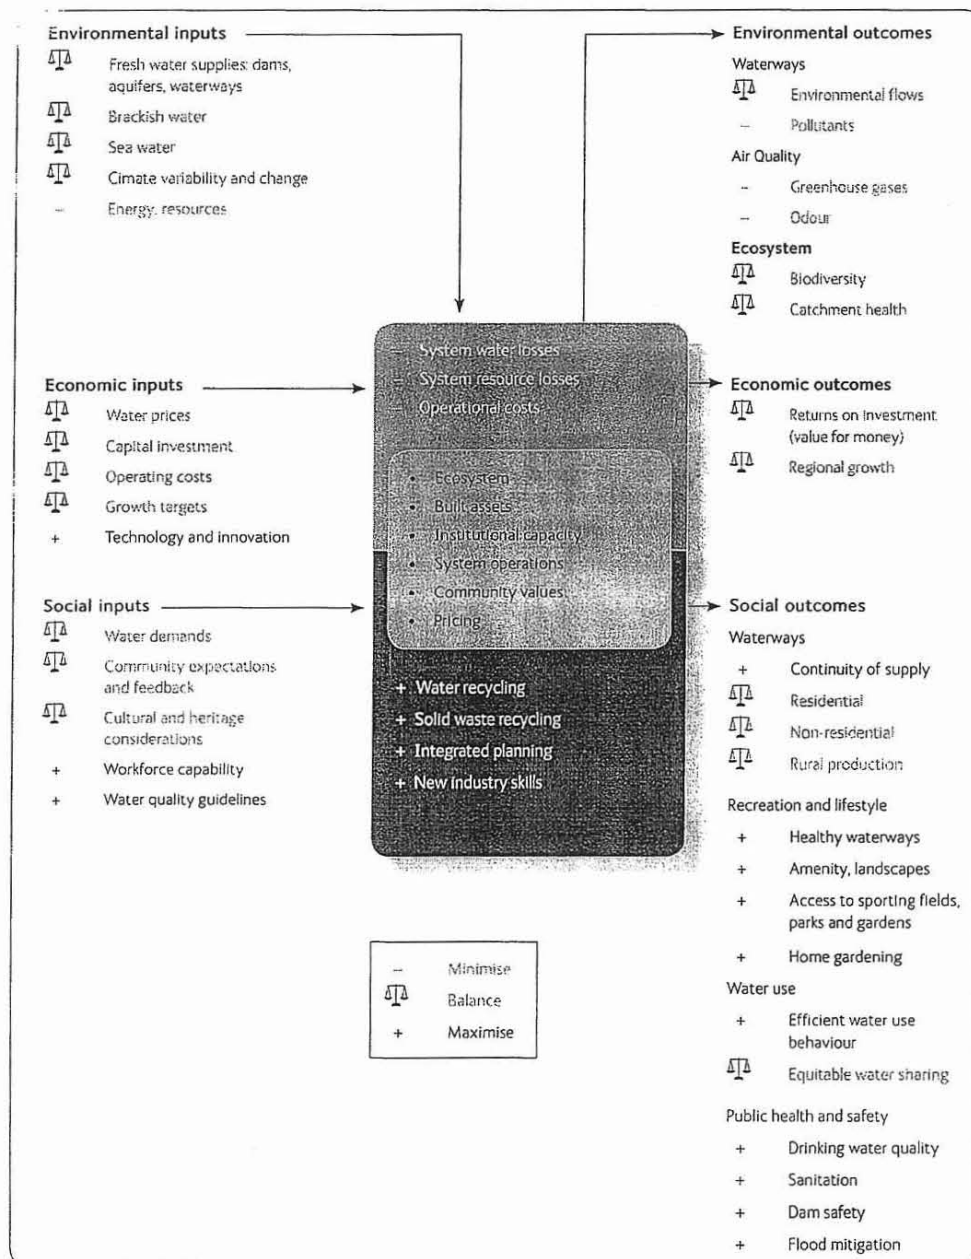 Environmental inputs
Fresh water supplies: dams,
aquifers, waterways
Brackish water
Sea water
Cimate variability and change
– Energy, resources
Economic inputs
Water prices
Capital investment
Operating costs
Growth targets
+ Technology and innovation
Social inputs
Water demands
Community expectations
and feedback
Cultural and heritage
considerations
+ Workforce capability
+ Water quality guidelines
– System water losses
– System resource losses
– Operational costs
• Ecosystem
• Built assets
• Institutional capacity
• System operations
• Community values
• Pricing
+ Water recycling
+ Solid waste recycling
+ Integrated planning
+ New industry skills
– Minimise
Balance
+ Maximise
Environmental outcomes
Waterways
Environmental flows
– Pollutants
Air Quality
– Greenhouse gases
– Odour
Ecosystem
Biodiversity
Catchment health
Economic outcomes
Returns on investment
(value for money)
Regional growth
Social outcomes
Waterways
+ Continuity of supply
Residential
Non-residential
Rural production
Recreation and lifestyle
+ Healthy waterways
+ Amenity, landscapes
+ Access to sporting fields,
parks and gardens
+ Home gardening
Water use
+ Efficient water use
behaviour
Equitable water sharing
Public health and safety
+ Drinking water quality
+ Sanitation
+ Dam safety
+ Flood mitigation